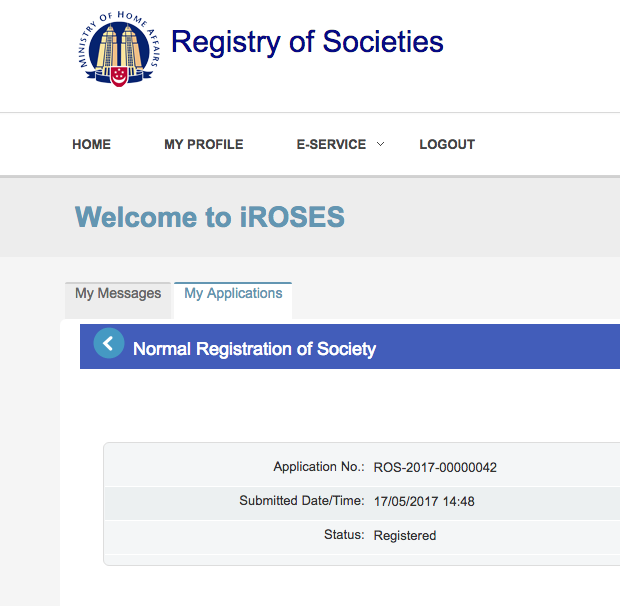 MINISTRY OF HOME AFFAIRS
Registry of Societies
HOME MY PROFILE E-SERVICE LOGOUT
Welcome to iROSES
My Messages My Applications
Normal Registration of Society
Application No.: ROS-2017-00000042
Submitted Date/Time: 17/05/2017 14:48
Status: Registered